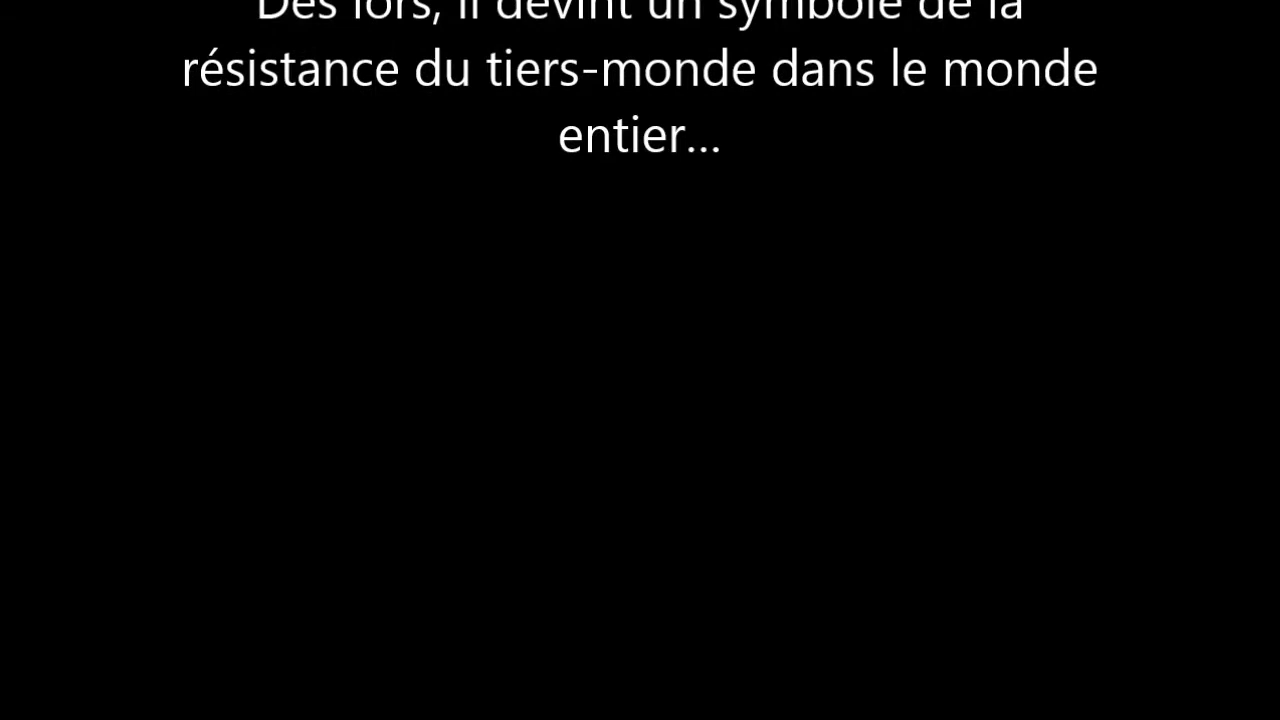 Dès lors, il devint un symbole de la
résistance du tiers-monde dans le monde
entier...